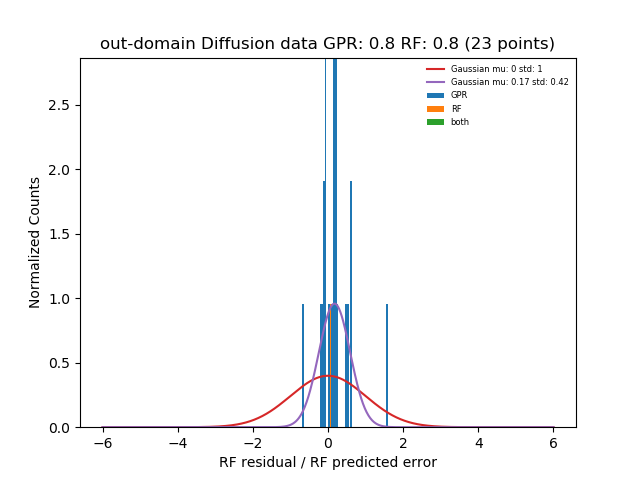 out-domain Diffusion data GPR: 0.8 RF: 0.8 (23 points)
Gaussian mu: 0 std: 1
Gaussian mu: 0.17 std: 0.42
GPR
RF
both
Normalized Counts
2.5
2.0
1.5
1.0
0.5
0.0
−6 −4 −2 0 2 4 6
RF residual / RF predicted error